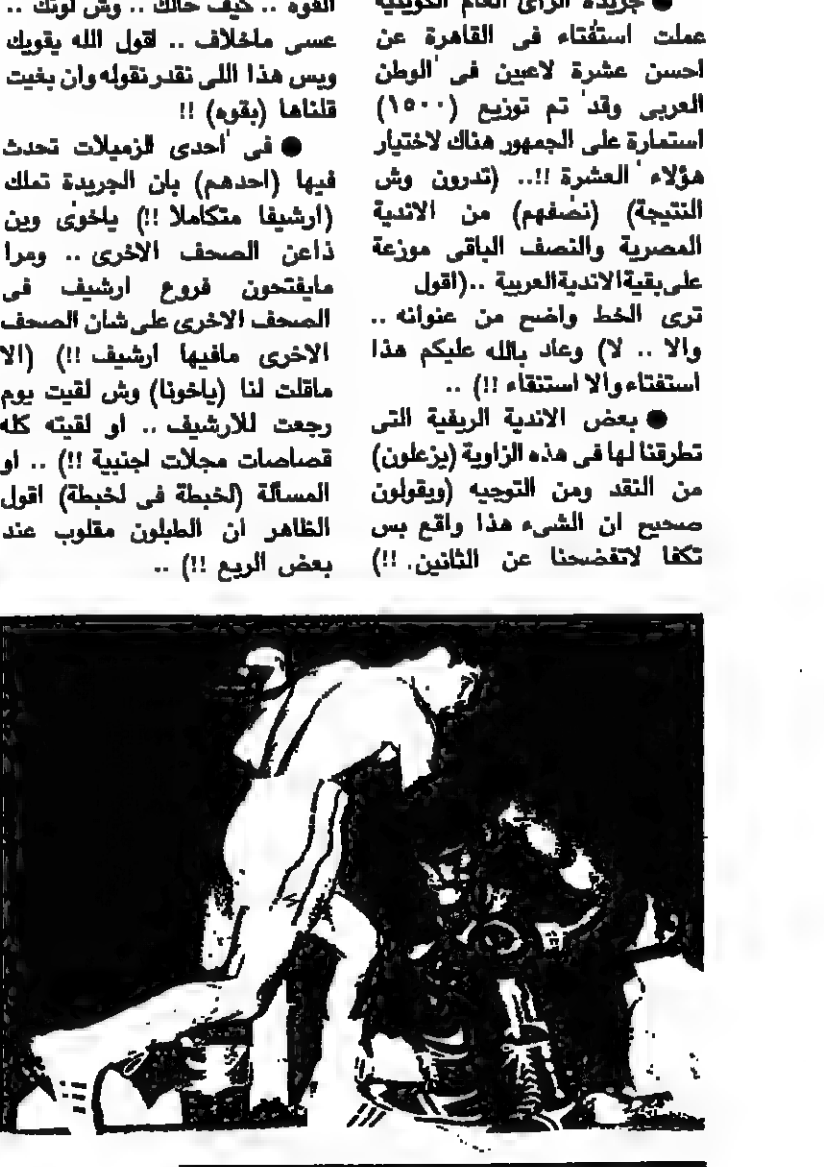 ● جريدة الرأى العام الكويتية
عملت استفتاء فى القاهرة عن
احسن عشرة لاعبين فى الوطن
العربى وقد تم توزيع (١٥٠٠)
استمارة على الجمهور هناك لاختيار
هؤلاء العشرة !!.. (تدرون وش
النتيجة) (نصفهم) من الاندية
المصرية والنصف الباقى موزعة
على بقية الاندية العربية .. (اقول
ترى الخط واضح من عنوانه ..
والا .. لا) وعاد بالله عليكم هذا
استفتاء والا استنقاء !!) ..
● بعض الاندية الريفية التى
تطرقنا لها فى هذه الزاوية (يزعلون)
من النقد ومن التوجيه (ويقولون
صحيح ان الشىء هذا واقع بس
تكفا لاتفضحنا عن الثانين. !!)
القوه .. كيف حالك .. وش لونك ..
عسى ماخلاف .. اقول الله يقويك
وبس هذا اللى نقدر نقوله وان بغيت
قلناها (بقوه) !!
● فى احدى الزميلات تحدث
فيها (احدهم) بان الجريدة تملك
(ارشيفا متكاملا !!) ياخوى وين
ذاعن الصحف الاخرى .. ومرا
مايفتحون فروع ارشيف فى
الصحف الاخرى على شان الصحف
الاخرى مافيها ارشيف !!) (الا
ماقلت لنا (ياخونا) وش لقيت يوم
رجعت للارشيف .. او لقيته كله
قصاصات مجلات اجنبية !!) .. او
المسألة (لخبطة فى لخبطة) اقول
الظاهر ان الطبلون مقلوب عند
بعض الربع !!) ..